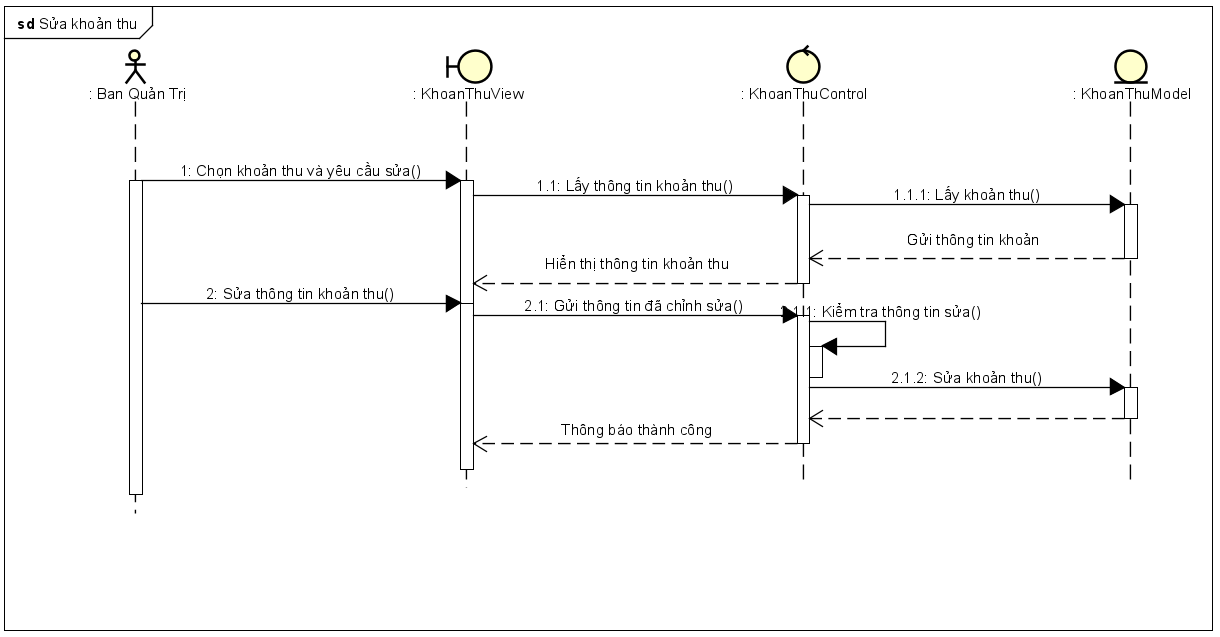 sd Sửa khoản thu
: Ban Quản Trị
: KhoanThuView
: KhoanThuControl
: KhoanThuModel
1: Chọn khoản thu và yêu cầu sửa()
1.1: Lấy thông tin khoản thu()
1.1.1: Lấy khoản thu()
Gửi thông tin khoản
Hiển thị thông tin khoản thu
2: Sửa thông tin khoản thu()
2.1: Gửi thông tin đã chỉnh sửa()
2.1.1: Kiểm tra thông tin sửa()
2.1.2: Sửa khoản thu()
Thông báo thành công